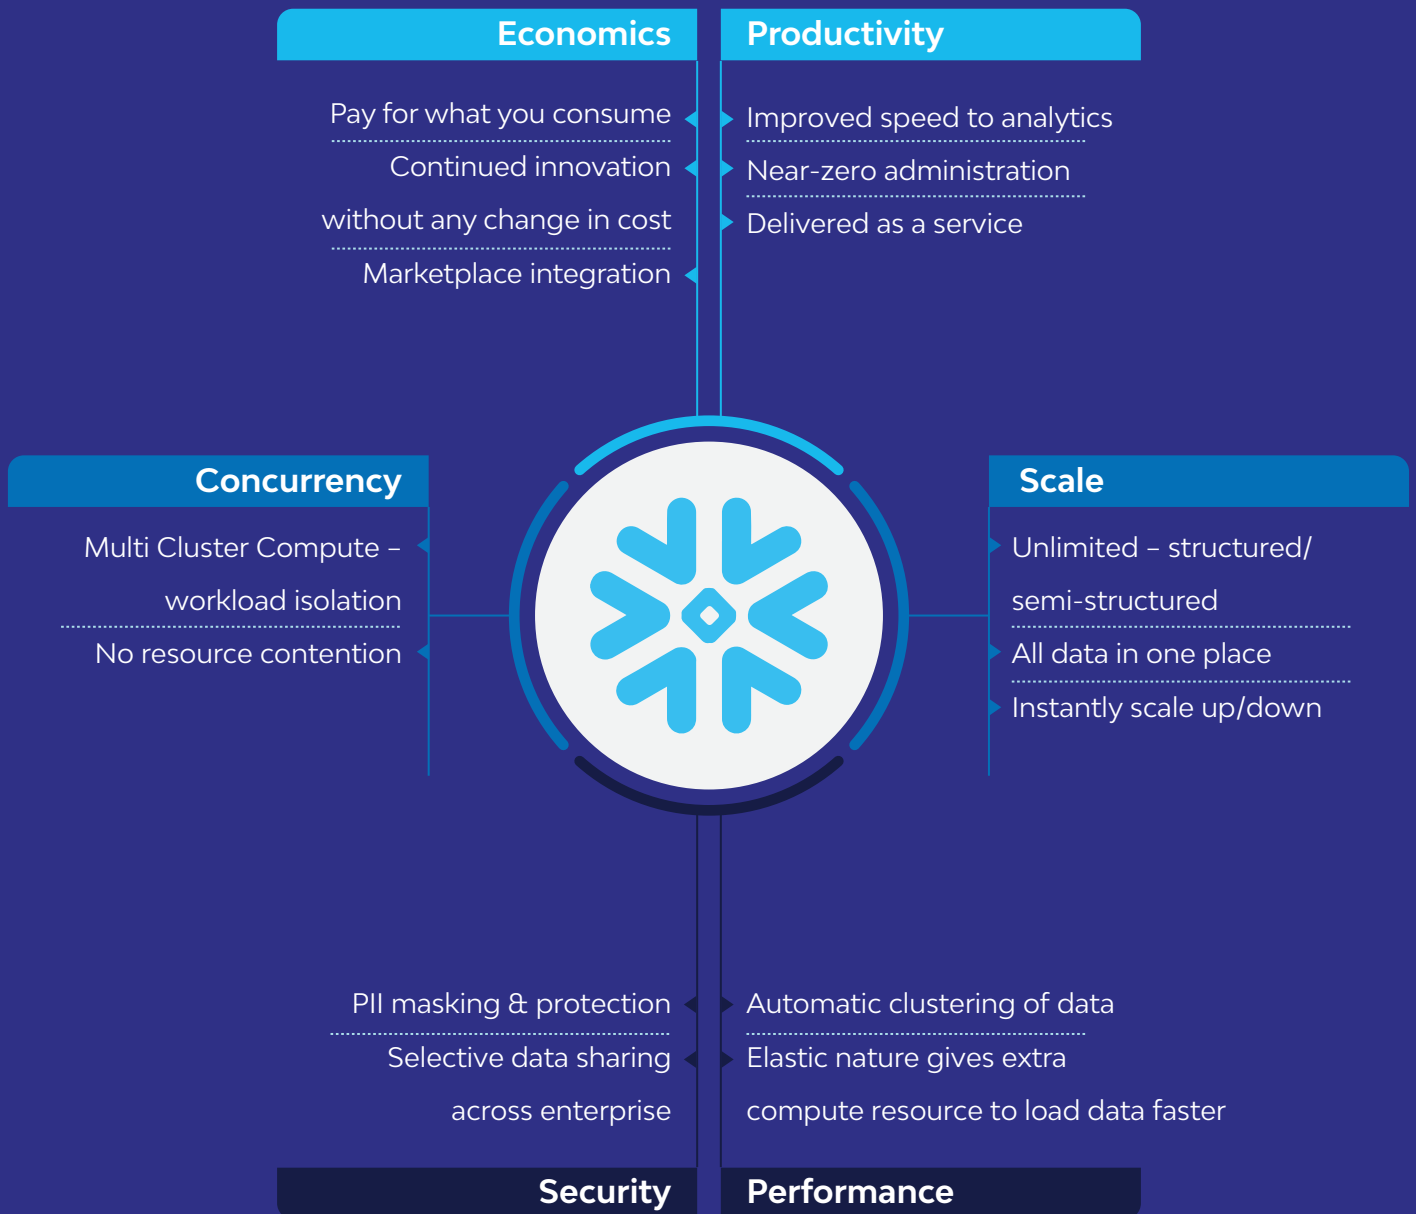 Economics
Pay for what you consume
Continued innovation
without any change in cost
Marketplace integration
Productivity
Improved speed to analytics
Near-zero administration
Delivered as a service
Concurrency
Multi Cluster Compute –
workload isolation
No resource contention
Scale
Unlimited – structured/
semi-structured
All data in one place
Instantly scale up/down
PII masking & protection
Selective data sharing
across enterprise
Security
Automatic clustering of data
Elastic nature gives extra
compute resource to load data faster
Performance